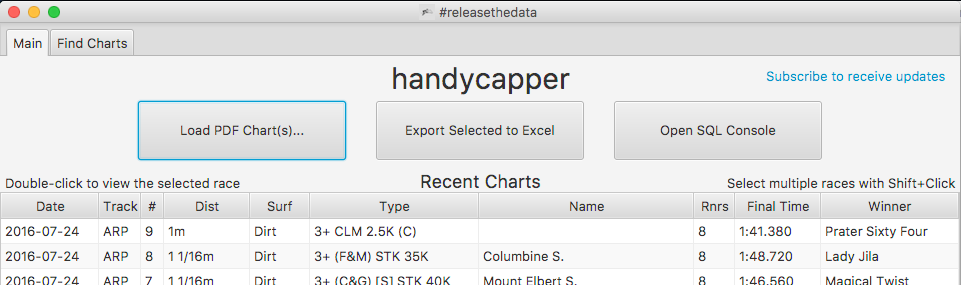 #releasethedata
Main Find Charts
handycapper
Subscribe to receive updates
Load PDF Chart(s)... Export Selected to Excel Open SQL Console
Double-click to view the selected race Recent Charts Select multiple races with Shift+Click
Date Track # Dist Surf Type Name Rnrs Final Time Winner
2016-07-24 ARP 9 1m Dirt 3+ CLM 2.5K (C) 8 1:41.380 Prater Sixty Four
2016-07-24 ARP 8 1 1/16m Dirt 3+ (F&M) STK 35K Columbine S. 8 1:48.720 Lady Jila
2016-07-24 ARP 7 1 1/16m Dirt 3+ (C&G) [S] STK 40K Mount Elbert S. 8 1:46.560 Magical Twist